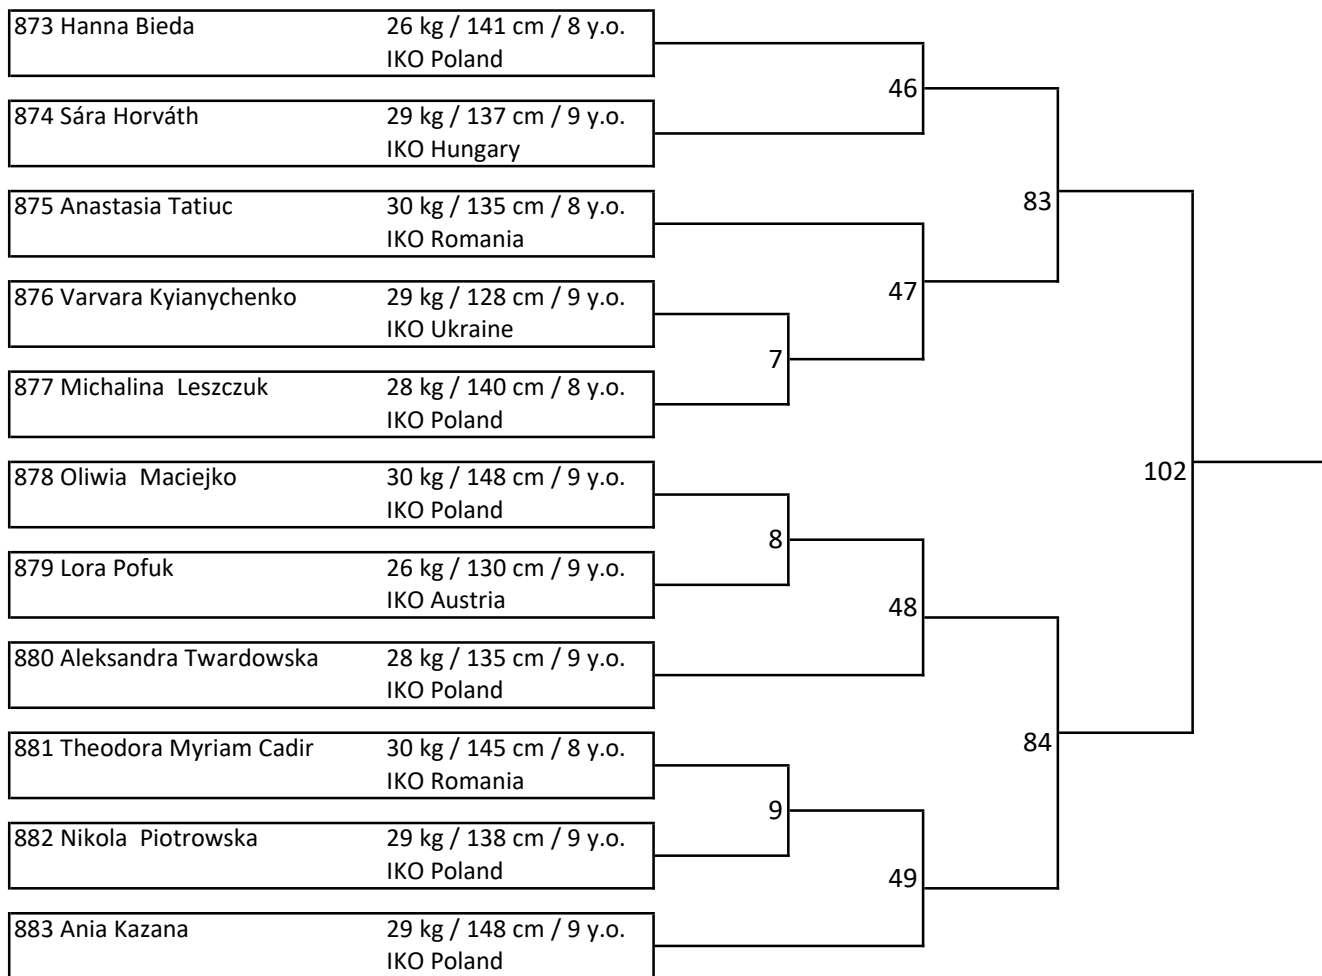 873 Hanna Bieda 26 kg / 141 cm / 8 y.o.
IKO Poland
46
874 Sára Horváth 29 kg / 137 cm / 9 y.o.
IKO Hungary
875 Anastasia Tatiuc 30 kg / 135 cm / 8 y.o.
83
IKO Romania
876 Varvara Kyianychenko 29 kg / 128 cm / 9 y.o.
47
IKO Ukraine
7
877 Michalina  Leszczuk 28 kg / 140 cm / 8 y.o.
IKO Poland
878 Oliwia  Maciejko 30 kg / 148 cm / 9 y.o.
102
IKO Poland
8
879 Lora Pofuk 26 kg / 130 cm / 9 y.o.
IKO Austria
48
880 Aleksandra Twardowska 28 kg / 135 cm / 9 y.o.
IKO Poland
881 Theodora Myriam Cadir 30 kg / 145 cm / 8 y.o.
84
IKO Romania
9
882 Nikola  Piotrowska 29 kg / 138 cm / 9 y.o.
IKO Poland
49
883 Ania Kazana 29 kg / 148 cm / 9 y.o.
IKO Poland